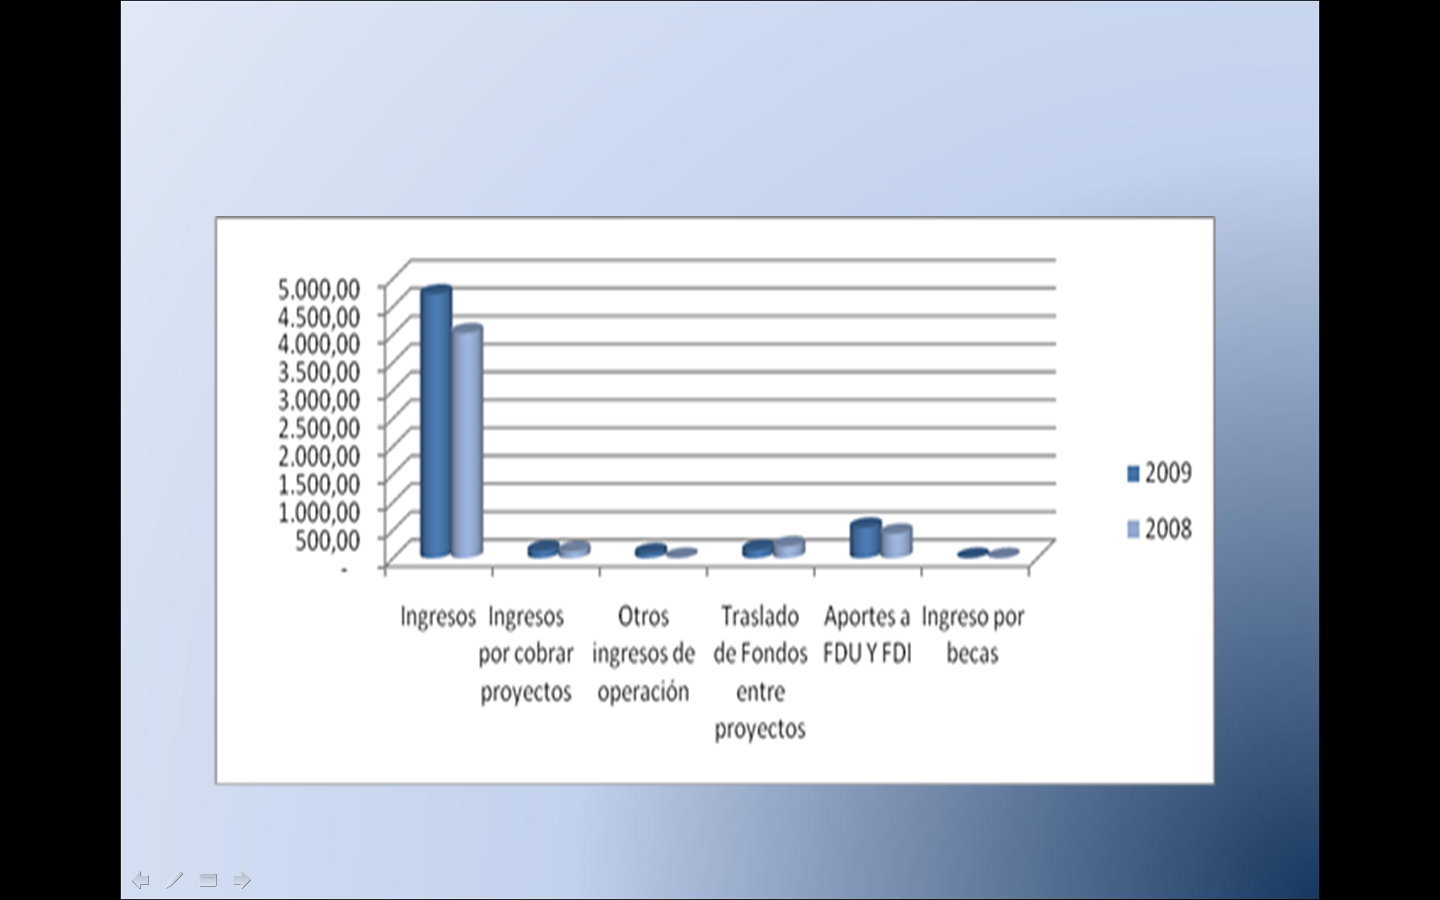 5.000,00
4.500,00
4.000,00
3.500,00
3.000,00
2.500,00
2.000,00
1.500,00
1.000,00
500,00
-
Ingresos
Ingresos
por cobrar
proyectos
Otros
ingresos de
operación
Traslado
de Fondos
entre
proyectos
Aportes a
FDU Y FDI
Ingreso por
becas
2009
2008